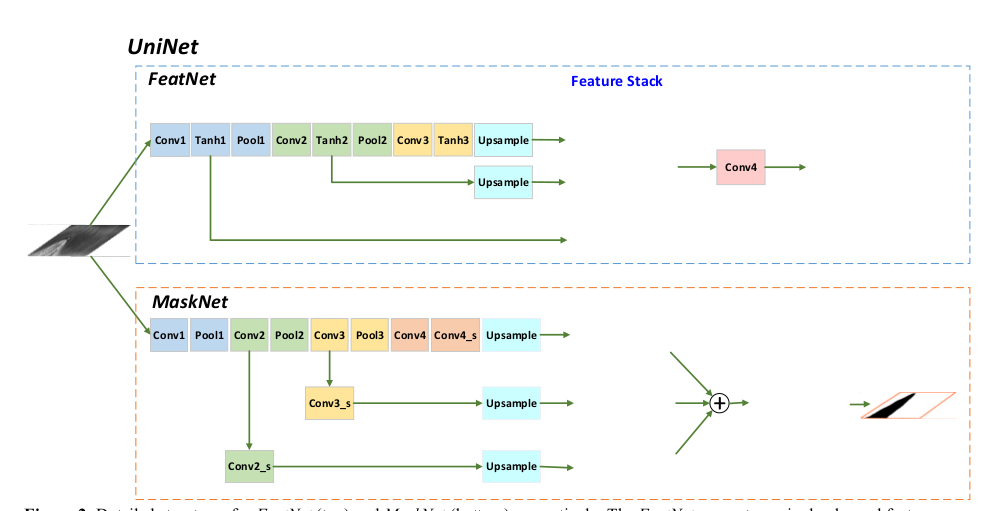 UniNet
FeatNet
Feature Stack
Conv1 Tanh1 Pool1 Conv2 Tanh2 Pool2 Conv3 Tanh3 Upsample
Upsample
Conv4
MaskNet
Conv1 Pool1 Conv2 Pool2 Conv3 Pool3 Conv4 Conv4_s Upsample
Conv3_s Upsample
Conv2_s Upsample